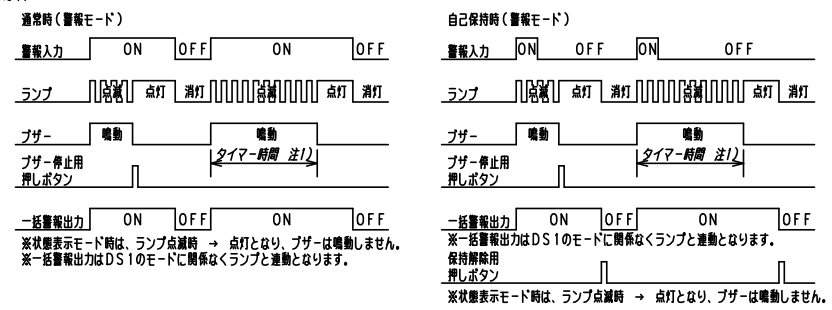 通常時(警報モード)
警報入力 ON OFF ON OFF
ランプ 点滅 点灯 消灯 点滅 点灯 消灯
ブザー 鳴動 鳴動
タイマー時間 注1)
ブザー停止用
押しボタン
一括警報出力 ON OFF ON OFF
※状態表示モード時は、ランプ点滅時 → 点灯となり、ブザーは鳴動しません。
※一括警報出力はDS1のモードに関係なくランプと連動となります。
自己保持時(警報モード)
警報入力 ON OFF ON OFF
ランプ 点滅 点灯 消灯 点滅 点灯 消灯
ブザー 鳴動 鳴動
タイマー時間 注1)
ブザー停止用
押しボタン
一括警報出力 ON OFF ON OFF
※一括警報出力はDS1のモードに関係なくランプと連動となります。
保持解除用
押しボタン
※状態表示モード時は、ランプ点滅時 → 点灯となり、ブザーは鳴動しません。